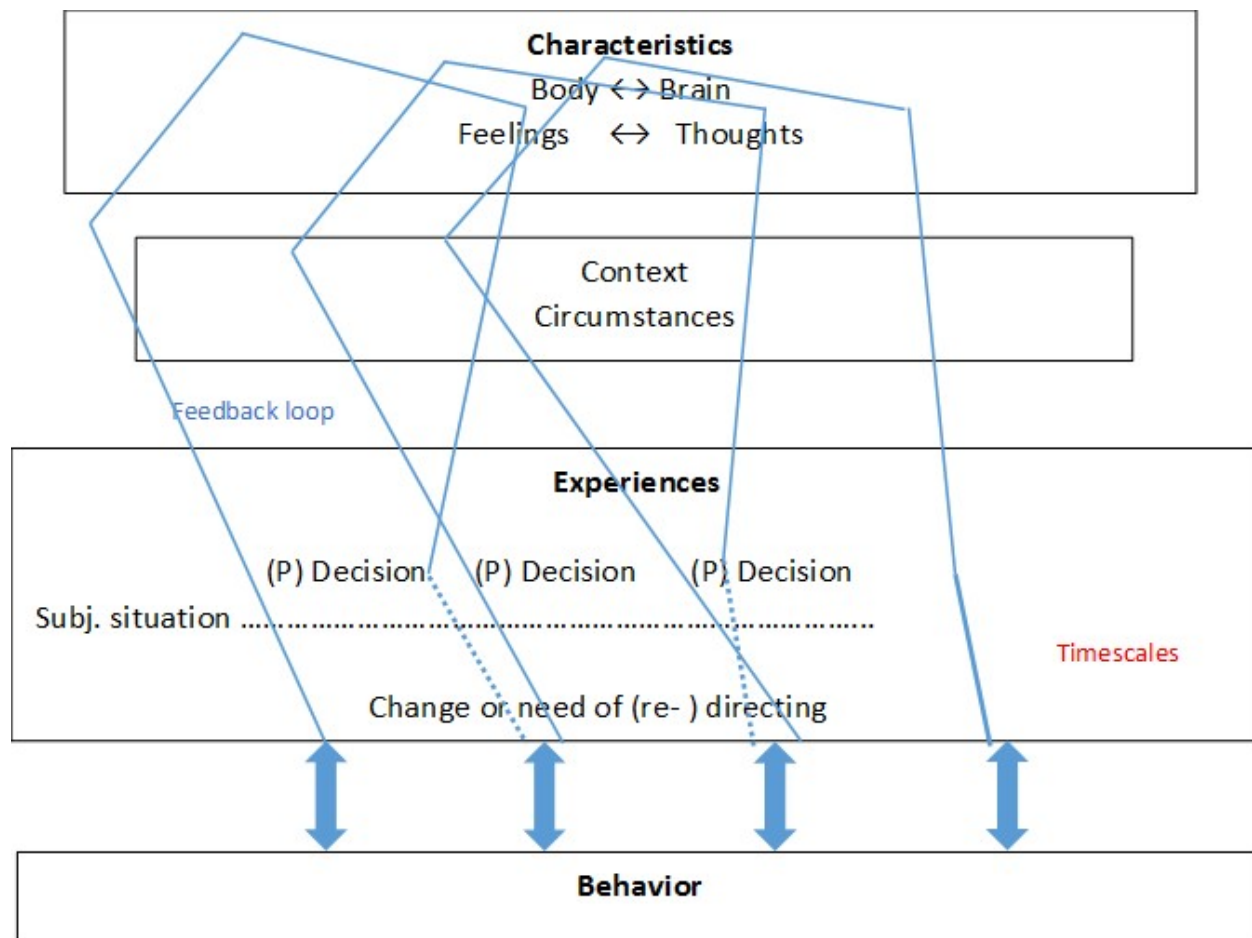 Characteristics
Body ↔ Brain
Feelings ↔ Thoughts
Context
Circumstances
Feedback loop
Experiences
(P) Decision (P) Decision (P) Decision
Subj. situation ………………………………………………………………..
Timescales
Change or need of (re- ) directing
Behavior